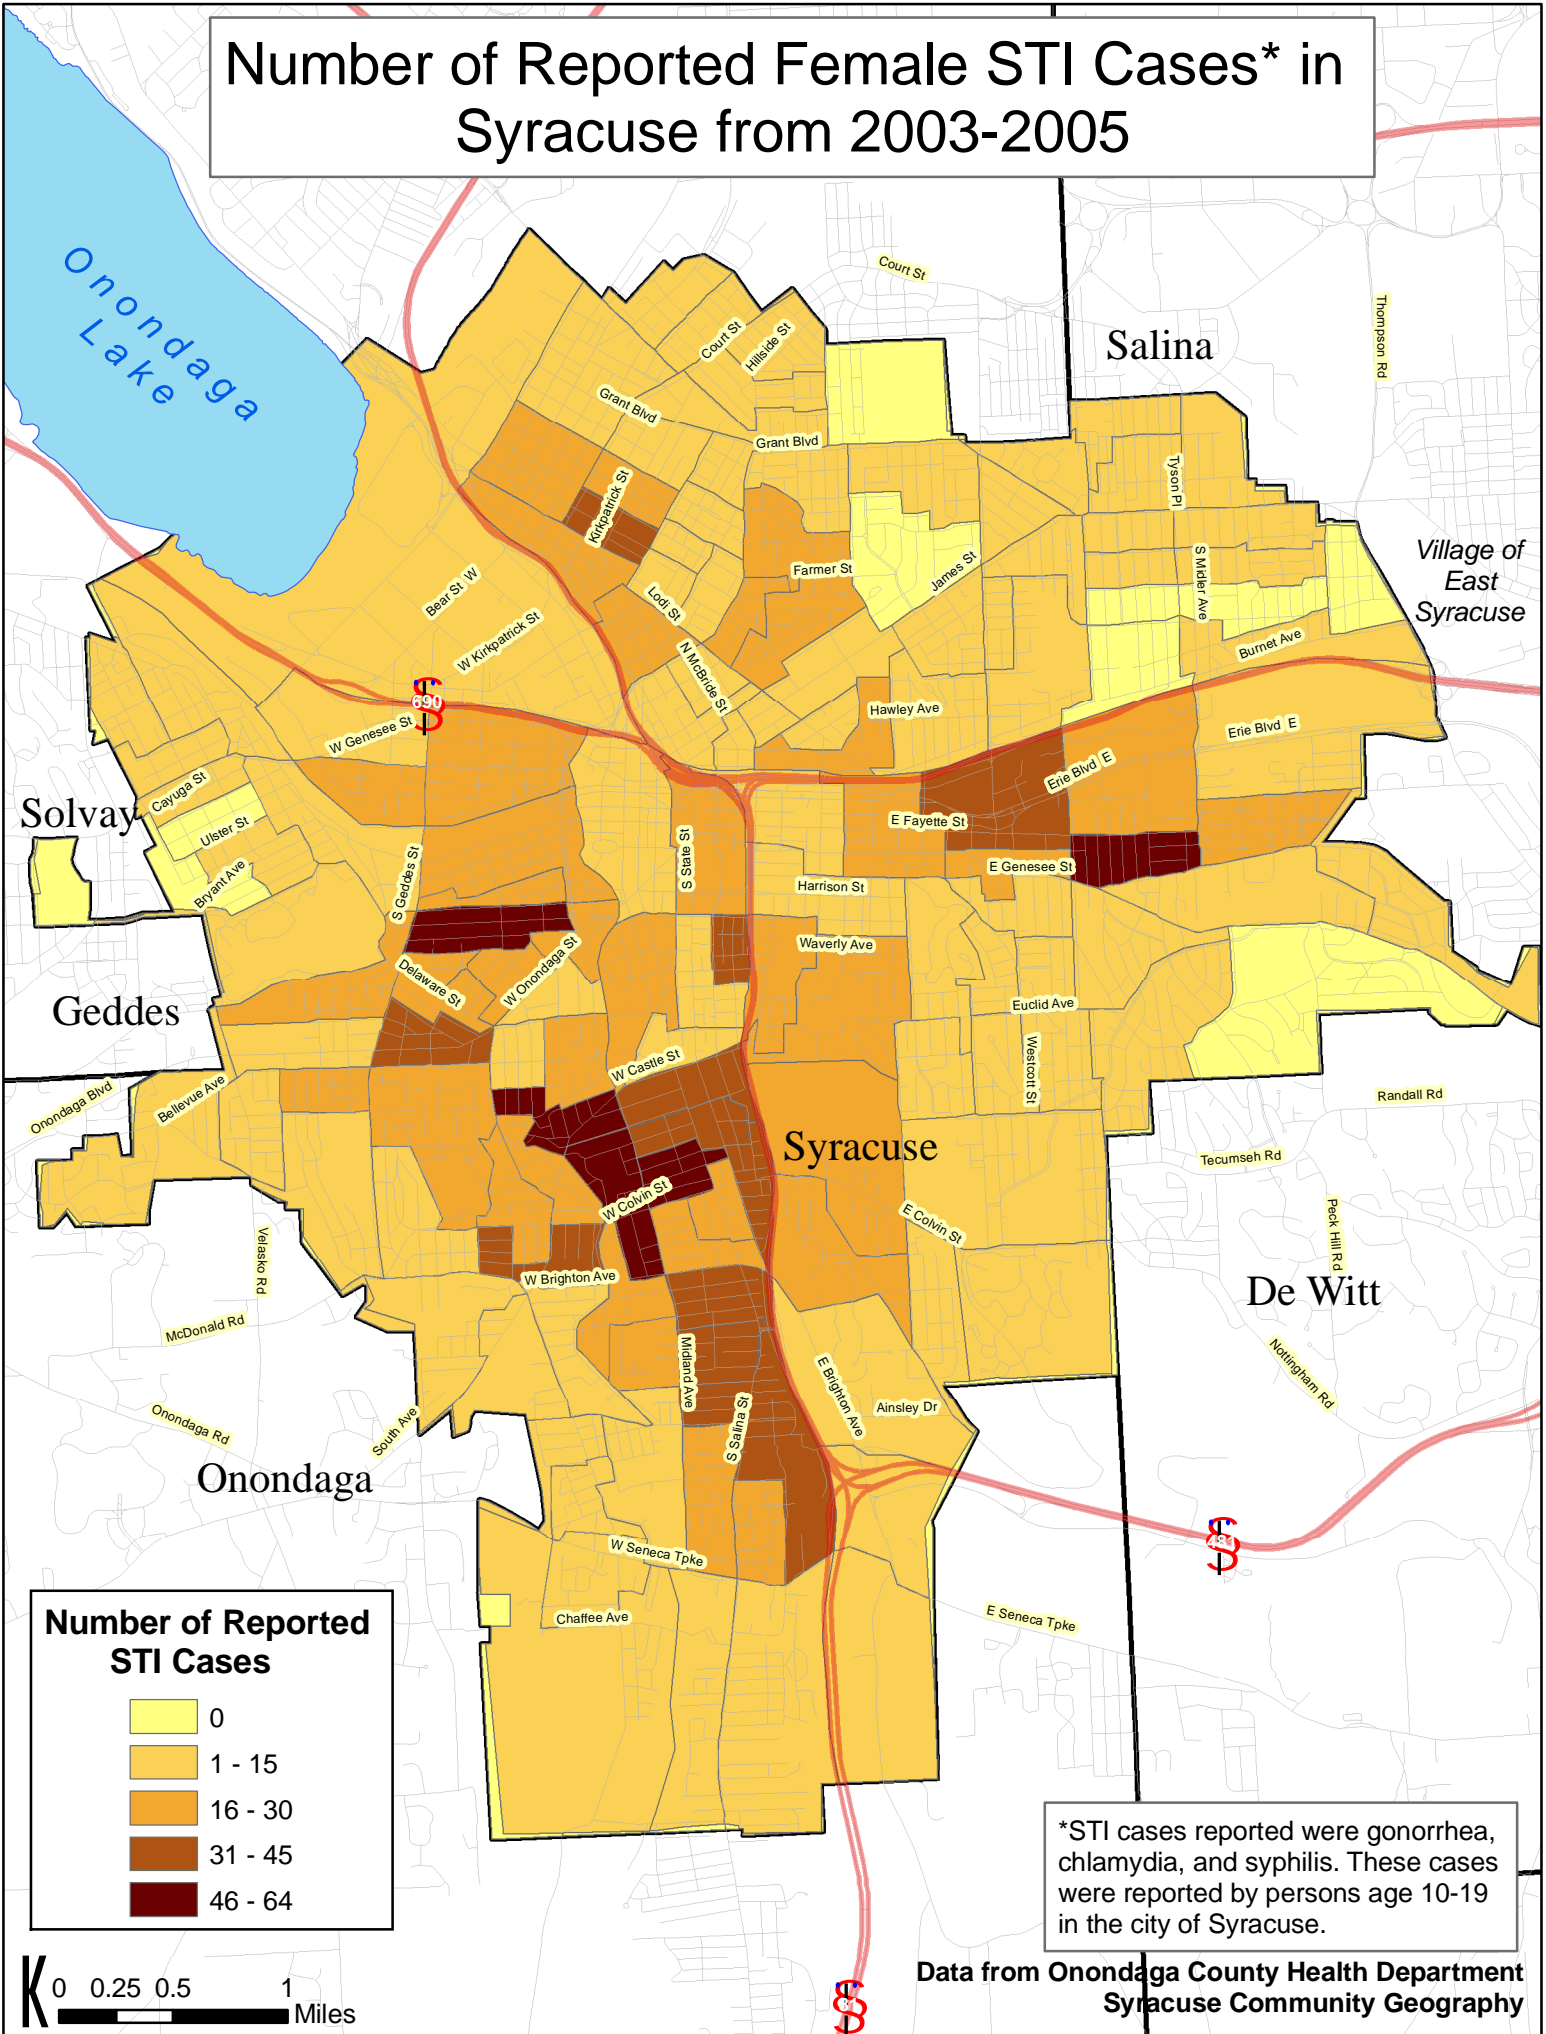 Number of Reported Female STI Cases* in
Syracuse from 2003-2005
Onondaga
Lake
Court St
Thompson Rd
Salina
Court St
Hillside St
Grant Blvd
Grant Blvd
Tyson Pl
Kirkpatrick St
Village of
East
Syracuse
S Midler Ave
Farmer St
James St
Bear St W
Lodi St
W Kirkpatrick St
Burnet Ave
N McBride St
690
Hawley Ave
W Genesee St
Erie Blvd E
Erie Blvd E
Cayuga St
Solvay
Ulster St
E Fayette St
S State St
Bryant Ave
S Geddes St
E Genesee St
Harrison St
Waverly Ave
W Onondaga St
Delaware St
Geddes
Euclid Ave
Westcott St
W Castle St
Onondaga Blvd
Bellevue Ave
Randall Rd
Syracuse
Tecumseh Rd
W Colvin St
E Colvin St
Peck Hill Rd
Velasko Rd
W Brighton Ave
De Witt
McDonald Rd
Midland Ave
Nottingham Rd
E Brighton Ave
Ainsley Dr
S Salina St
Onondaga Rd
South Ave
Onondaga
481
W Seneca Tpke
Chaffee Ave
E Seneca Tpke
Number of Reported
STI Cases
0
1 - 15
16 - 30
31 - 45
46 - 64
*STI cases reported were gonorrhea,
chlamydia, and syphilis. These cases
were reported by persons age 10-19
in the city of Syracuse.
Data from Onondaga County Health Department
Syracuse Community Geography
0 0.25 0.5 1
Miles